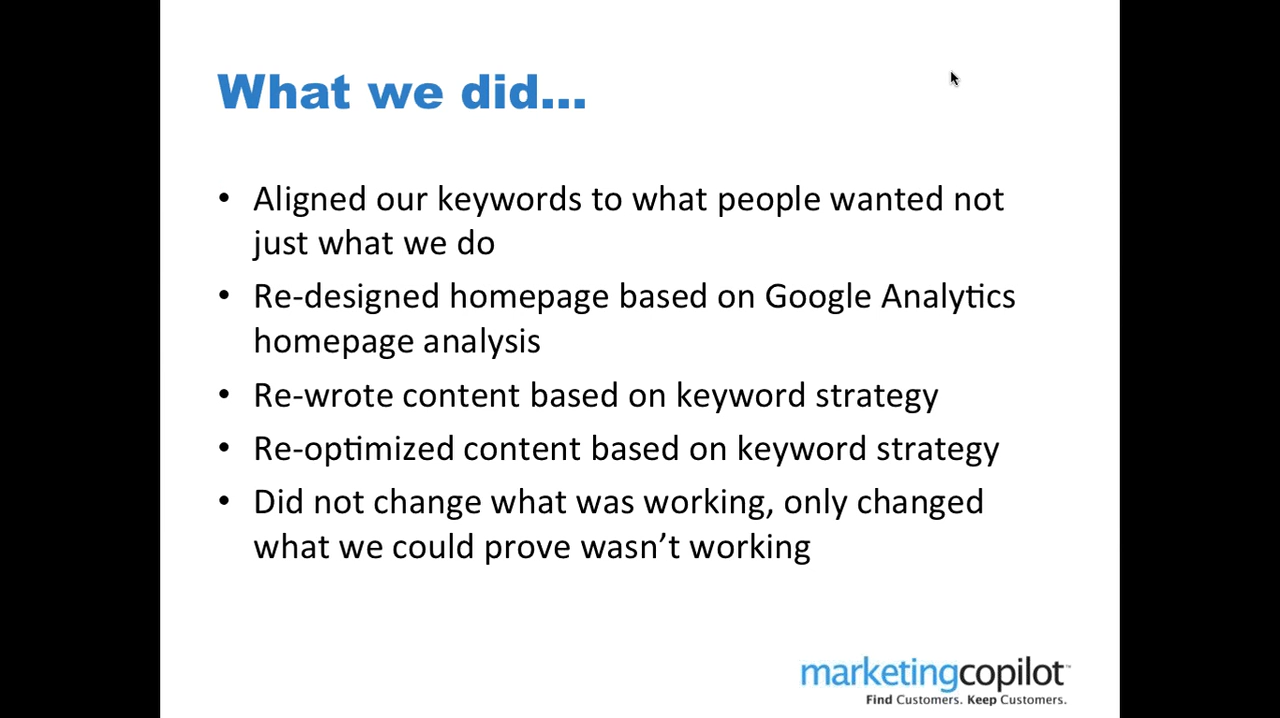 What we did...
• Aligned our keywords to what people wanted not
just what we do
• Re-designed homepage based on Google Analytics
homepage analysis
• Re-wrote content based on keyword strategy
• Re-optimized content based on keyword strategy
• Did not change what was working, only changed
what we could prove wasn’t working
marketingcopilot™
Find Customers. Keep Customers.